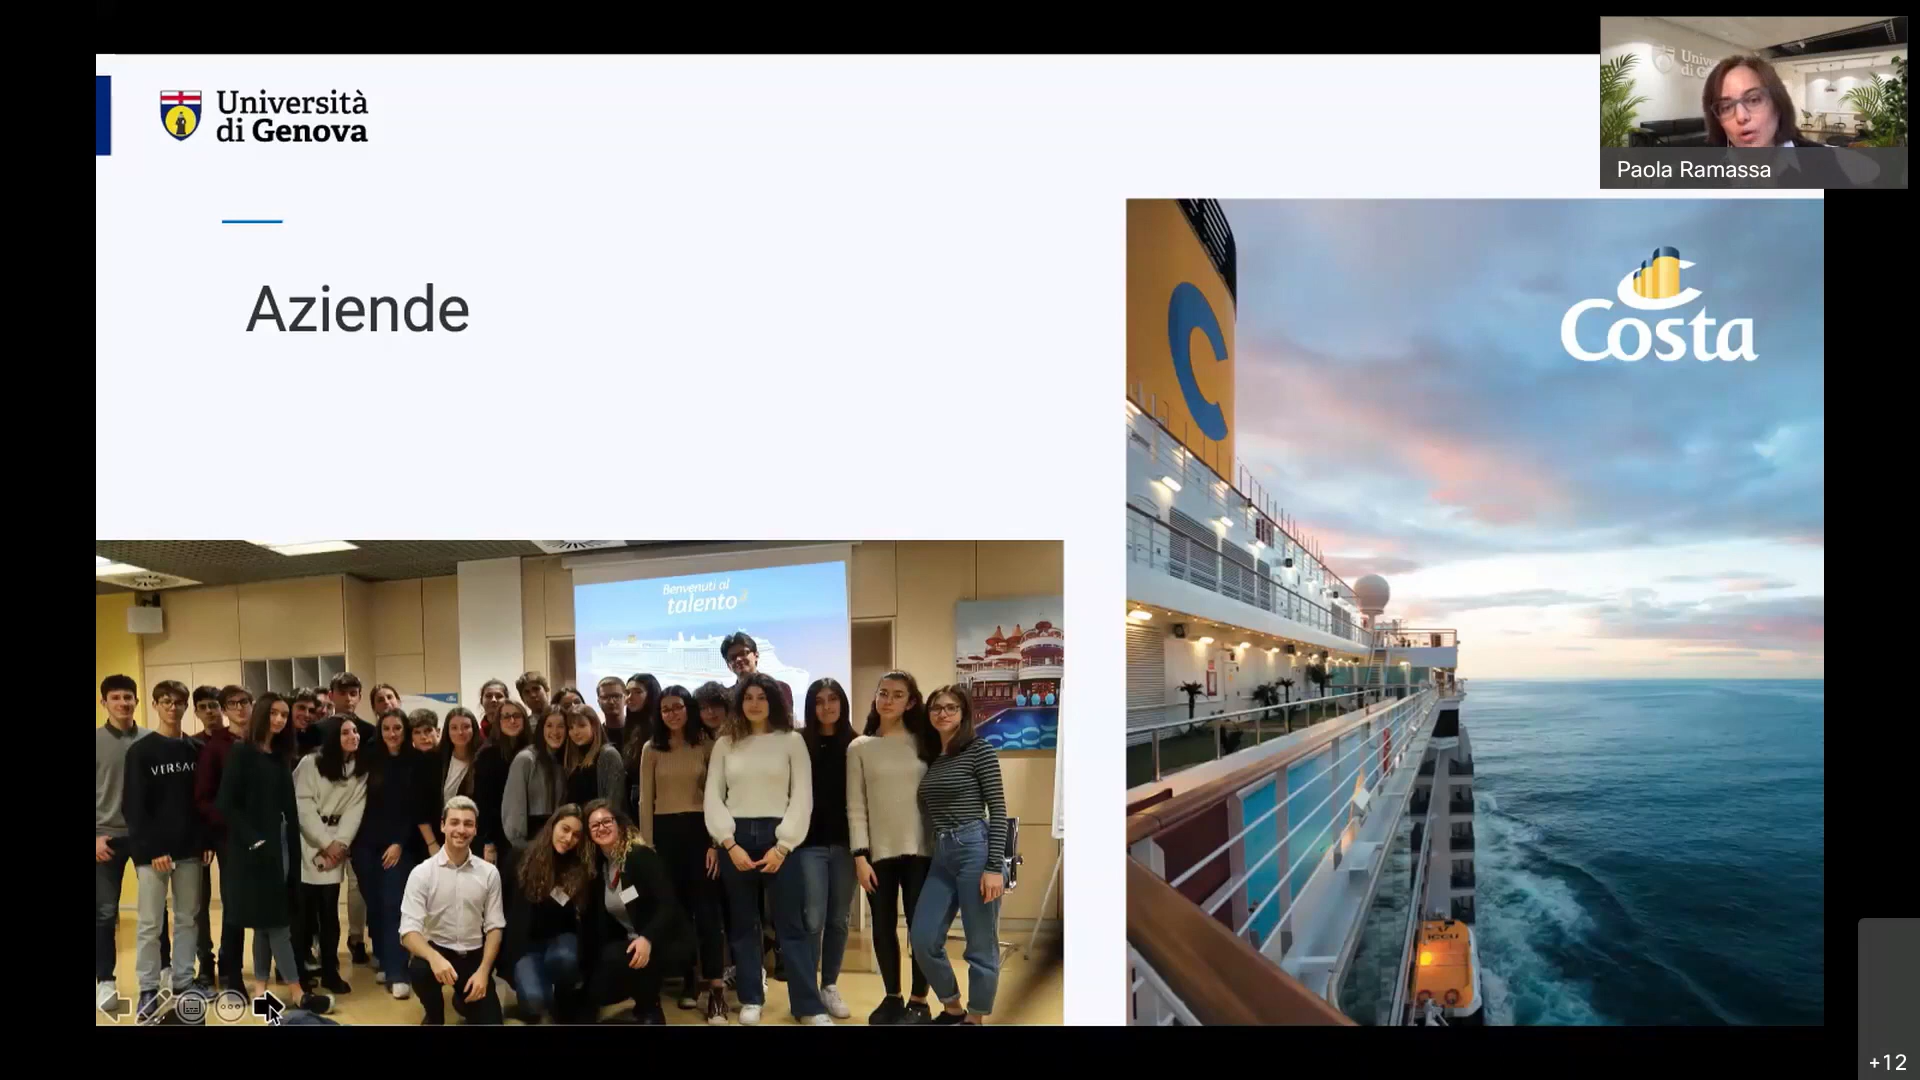 Università
di Genova
Paola Ramassa
Aziende
Costa
C
Benvenuti al
talento
VERSAC
+12